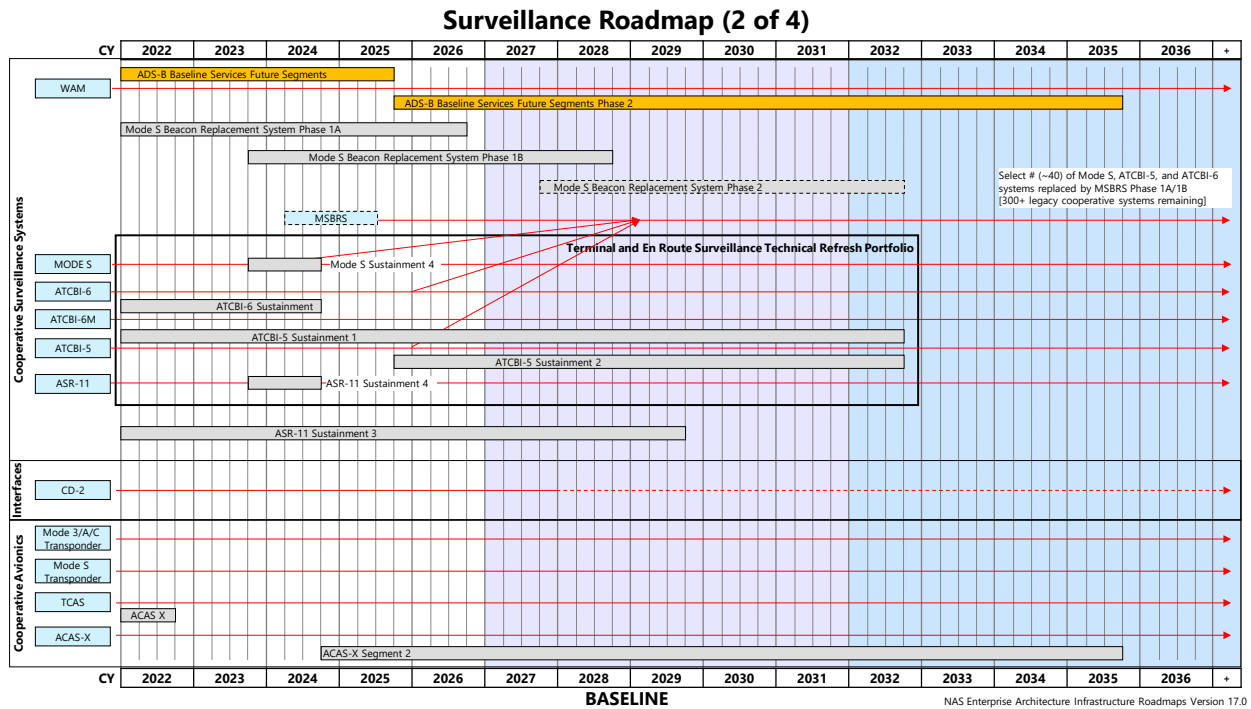 Surveillance Roadmap (2 of 4)
CY 2022 2023 2024 2025 2026 2027 2028 2029 2030 2031 2032 2033 2034 2035 2036 +
Cooperative Surveillance Systems
ADS-B Baseline Services Future Segments
WAM
ADS-B Baseline Services Future Segments Phase 2
Mode S Beacon Replacement System Phase 1A
Mode S Beacon Replacement System Phase 1B
Mode S Beacon Replacement System Phase 2
Select # (~40) of Mode S, ATCBI-5, and ATCBI-6
systems replaced by MSBRS Phase 1A/1B
[300+ legacy cooperative systems remaining]
MSBRS
Terminal and En Route Surveillance Technical Refresh Portfolio
MODE S
Mode S Sustainment 4
ATCBI-6
ATCBI-6 Sustainment
ATCBI-6M
ATCBI-5 Sustainment 1
ATCBI-5
ATCBI-5 Sustainment 2
ASR-11
ASR-11 Sustainment 4
ASR-11 Sustainment 3
Interfaces
CD-2
Cooperative Avionics
Mode 3/A/C
Transponder
Mode S
Transponder
TCAS
ACAS X
ACAS-X
ACAS-X Segment 2
CY 2022 2023 2024 2025 2026 2027 2028 2029 2030 2031 2032 2033 2034 2035 2036 +
BASELINE
NAS Enterprise Architecture Infrastructure Roadmaps Version 17.0